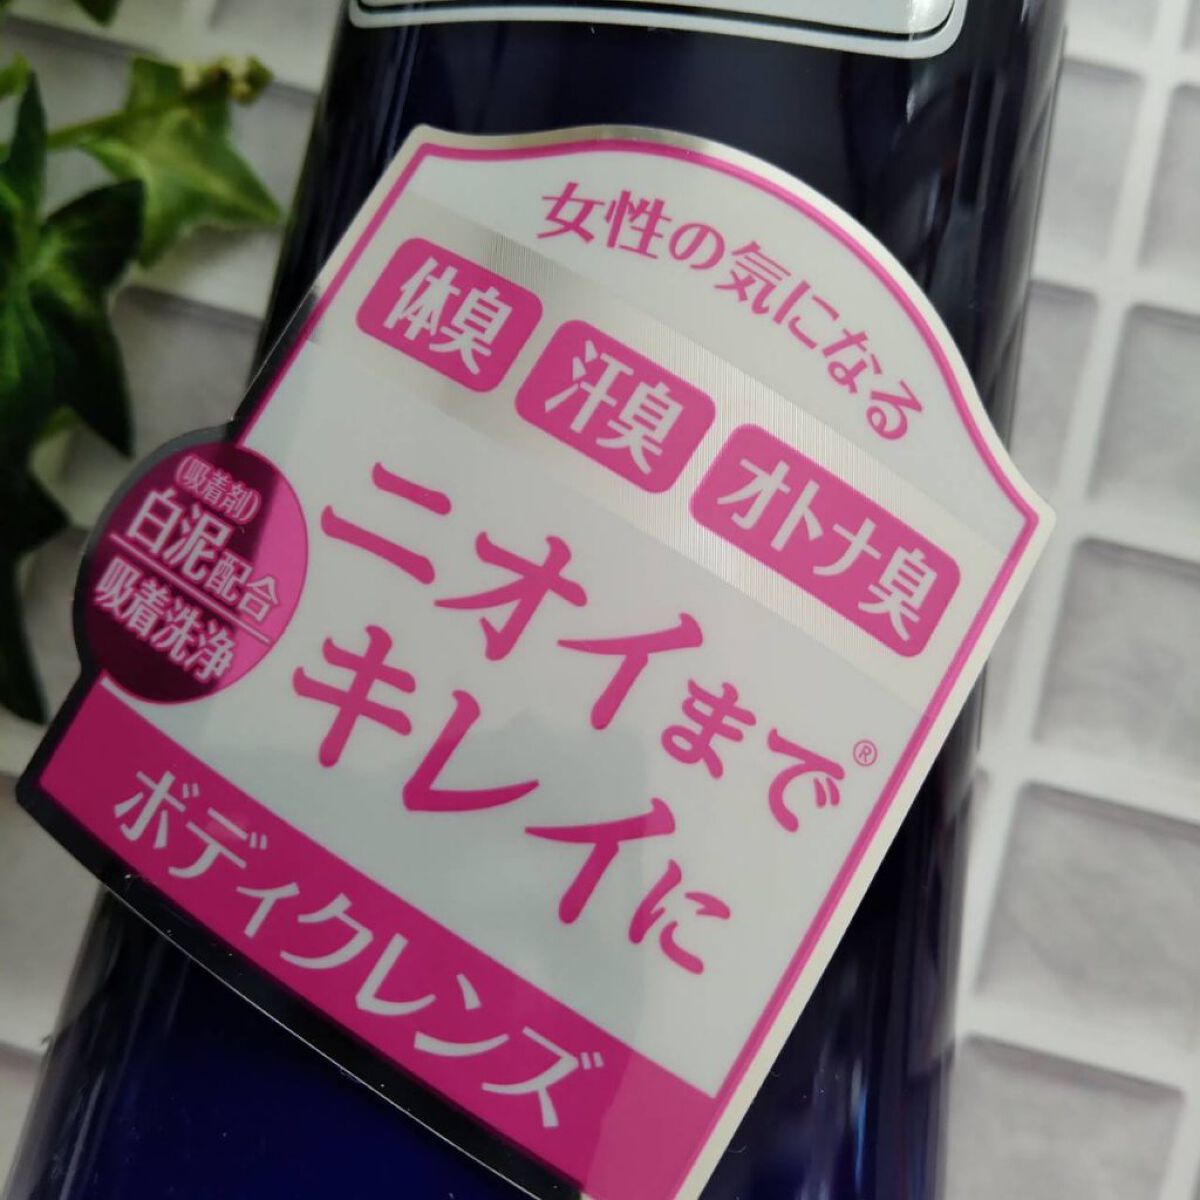 女性の気になる
体臭 汗臭 オトナ臭
ニオイまで®
キレイに
(吸着剤)
白泥配合
吸着洗浄
ボディクレンズ